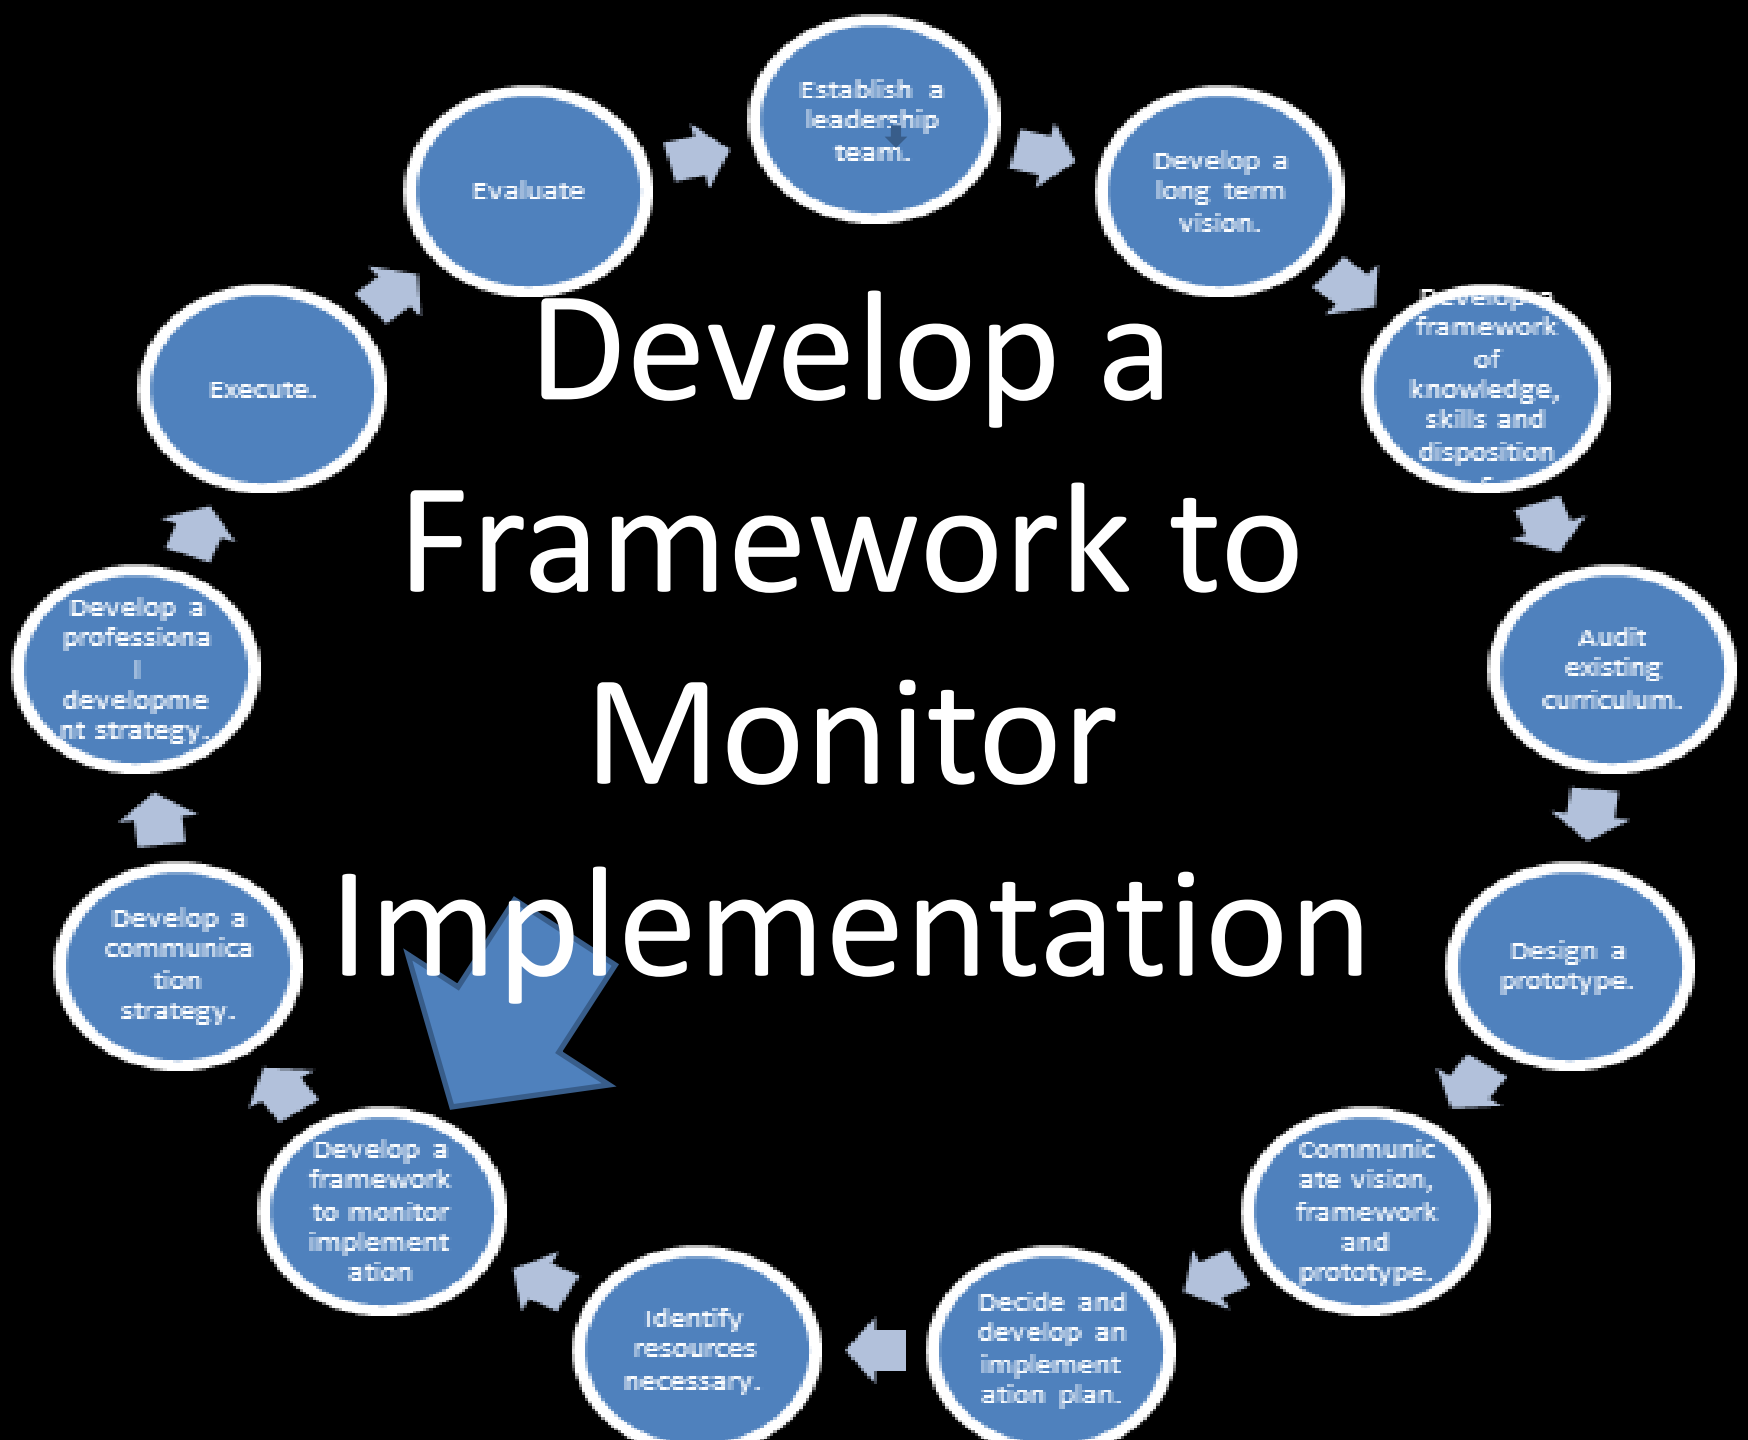 Establish a
leadership
team.
Develop a
long term
vision.
Develop a
framework
of
knowledge,
skills and
disposition
Audit
existing
curriculum.
Design a
prototype.
Communic
ate vision,
framework
and
prototype.
Decide and
develop an
implement
ation plan.
Identify
resources
necessary.
Develop a
framework
to monitor
implement
ation
Develop a
communica
tion
strategy.
Develop a
professiona
l
developme
nt strategy.
Execute.
Evaluate
Develop a
Framework to
Monitor
Implementation